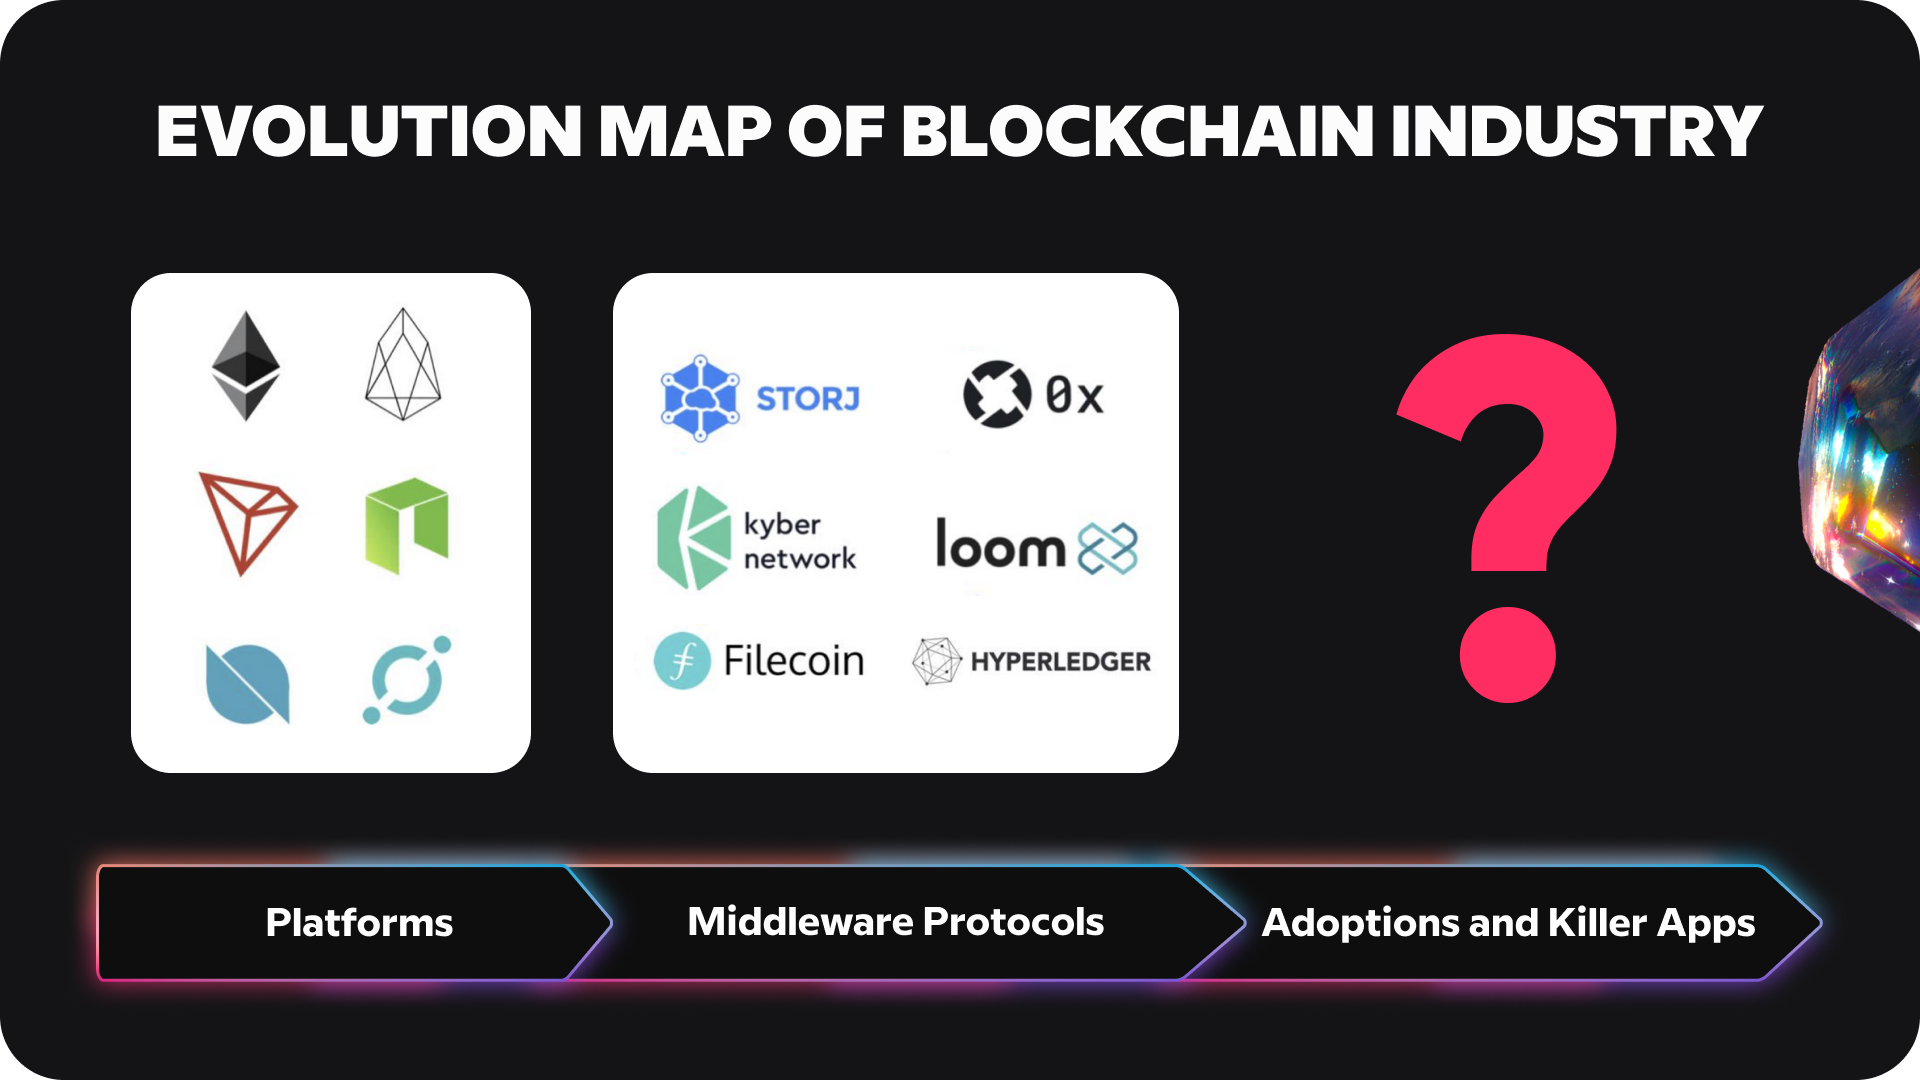 EVOLUTION MAP OF BLOCKCHAIN INDUSTRY
STORJ
0x
kyber
network
loom
Filecoin
HYPERLEDGER
?
Platforms
Middleware Protocols
Adoptions and Killer Apps